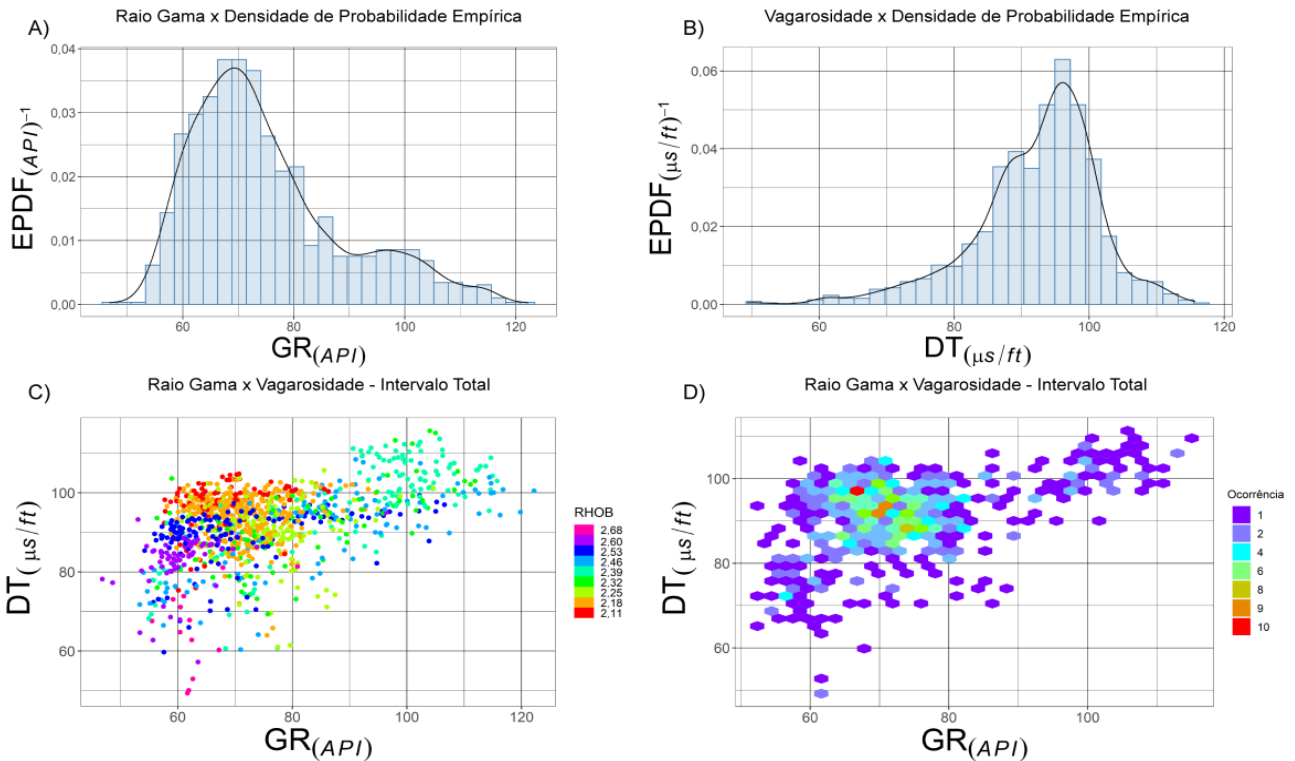 Raio Gama x Densidade de Probabilidade Empírica
A)
EPDF(API)⁻¹
0,04
0,03
0,02
0,01
0,00
60 80 100 120
GR(API)
Vagarosidade x Densidade de Probabilidade Empírica
B)
EPDF(μs/ft)⁻¹
0,06
0,04
0,02
0,00
60 80 100 120
DT(μs/ft)
Raio Gama x Vagarosidade - Intervalo Total
C)
DT(μs/ft)
100
80
60
60 80 100 120
GR(API)
RHOB
2,68
2,60
2,53
2,46
2,39
2,32
2,25
2,18
2,11
Raio Gama x Vagarosidade - Intervalo Total
D)
DT(μs/ft)
100
80
60
60 80 100
GR(API)
Ocorrência
1
2
4
6
8
9
10